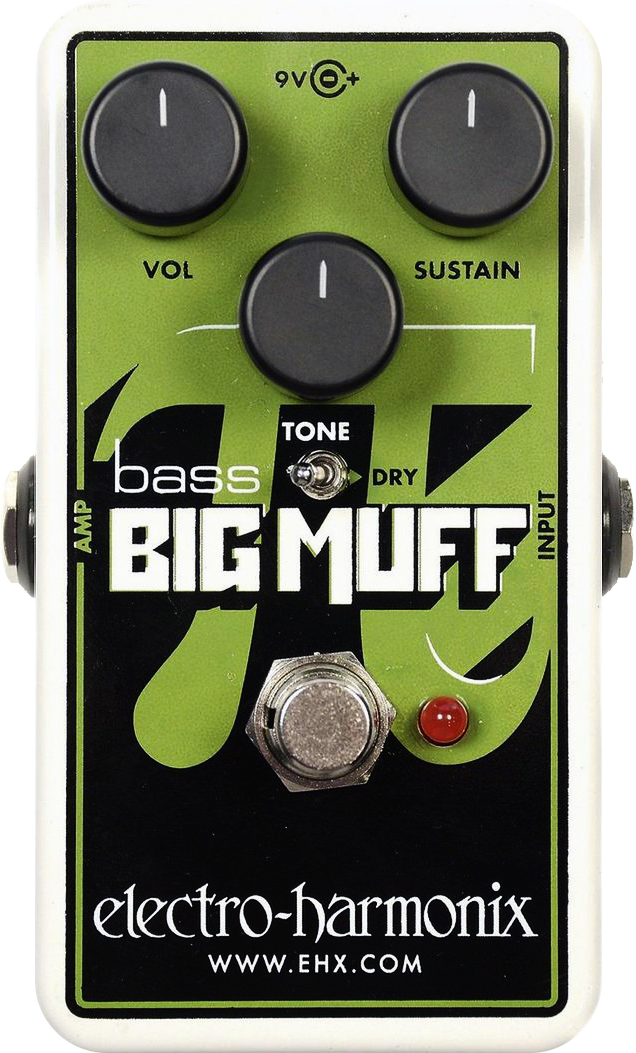 9V +
VOL
SUSTAIN
TONE
bass
DRY
AMP
BIG MUFF
INPUT
π
electro-harmonix
WWW.EHX.COM